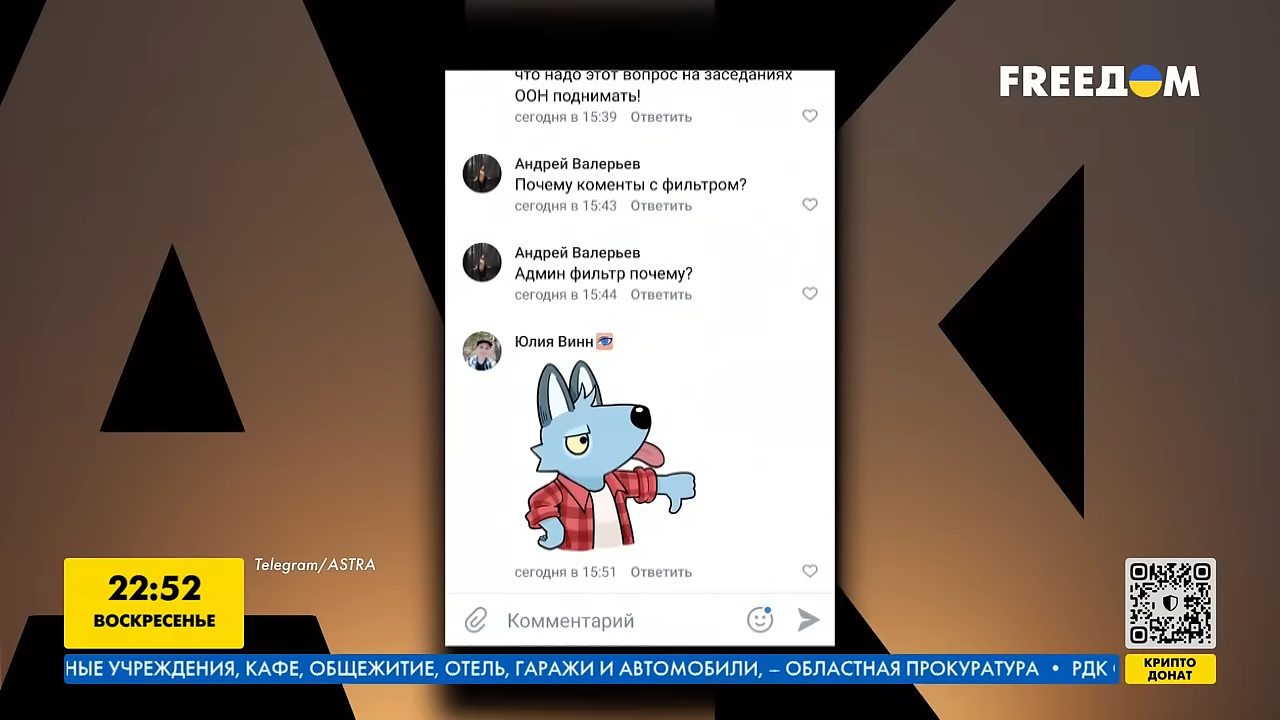 что надо этот вопрос на заседаниях
ООН поднимать!
сегодня в 15:39 Ответить
Андрей Валерьев
Почему коменты с фильтром?
сегодня в 15:43 Ответить
Андрей Валерьев
Админ фильтр почему?
сегодня в 15:44 Ответить
Юлия Винн
сегодня в 15:51 Ответить
Комментарий
FREEДOM
Telegram/ASTRA
22:52
ВОСКРЕСЕНЬЕ
НЫЕ УЧРЕЖДЕНИЯ, КАФЕ, ОБЩЕЖИТИЕ, ОТЕЛЬ, ГАРАЖИ И АВТОМОБИЛИ, – ОБЛАСТНАЯ ПРОКУРАТУРА • РДК
КРИПТО
ДОНАТ